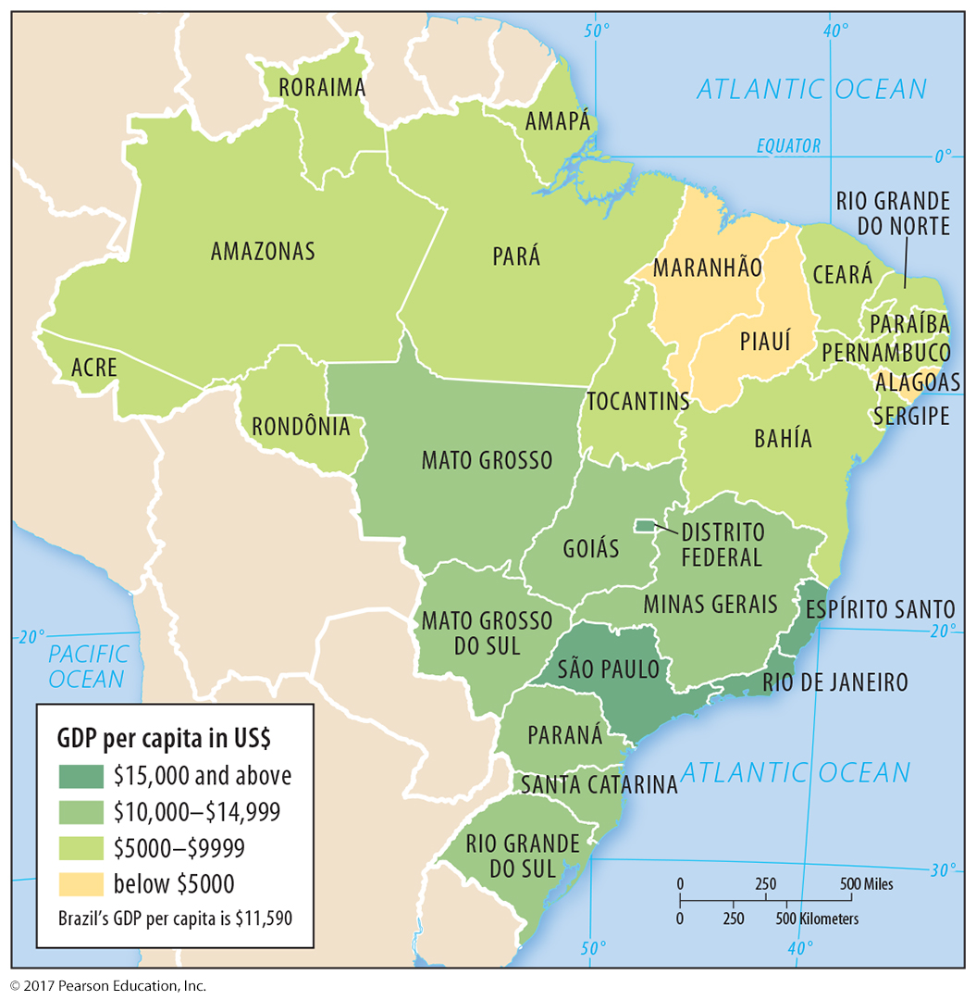 50°
40°
RORAIMA
ATLANTIC OCEAN
AMAPÁ
EQUATOR
0°
RIO GRANDE
DO NORTE
AMAZONAS
PARÁ
MARANHÃO
CEARÁ
PARAÍBA
PIAUÍ
PERNAMBUCO
ACRE
ALAGOAS
TOCANTINS
SERGIPE
RONDÔNIA
BAHÍA
MATO GROSSO
DISTRITO
FEDERAL
GOIÁS
MINAS GERAIS
ESPÍRITO SANTO
MATO GROSSO
DO SUL
20°
20°
PACIFIC
OCEAN
SÃO PAULO
RIO DE JANEIRO
PARANÁ
ATLANTIC OCEAN
SANTA CATARINA
RIO GRANDE
DO SUL
30°
0 250 500 Miles
0 250 500 Kilometers
50°
40°
GDP per capita in US$
$15,000 and above
$10,000–$14,999
$5000–$9999
below $5000
Brazil's GDP per capita is $11,590
© 2017 Pearson Education, Inc.